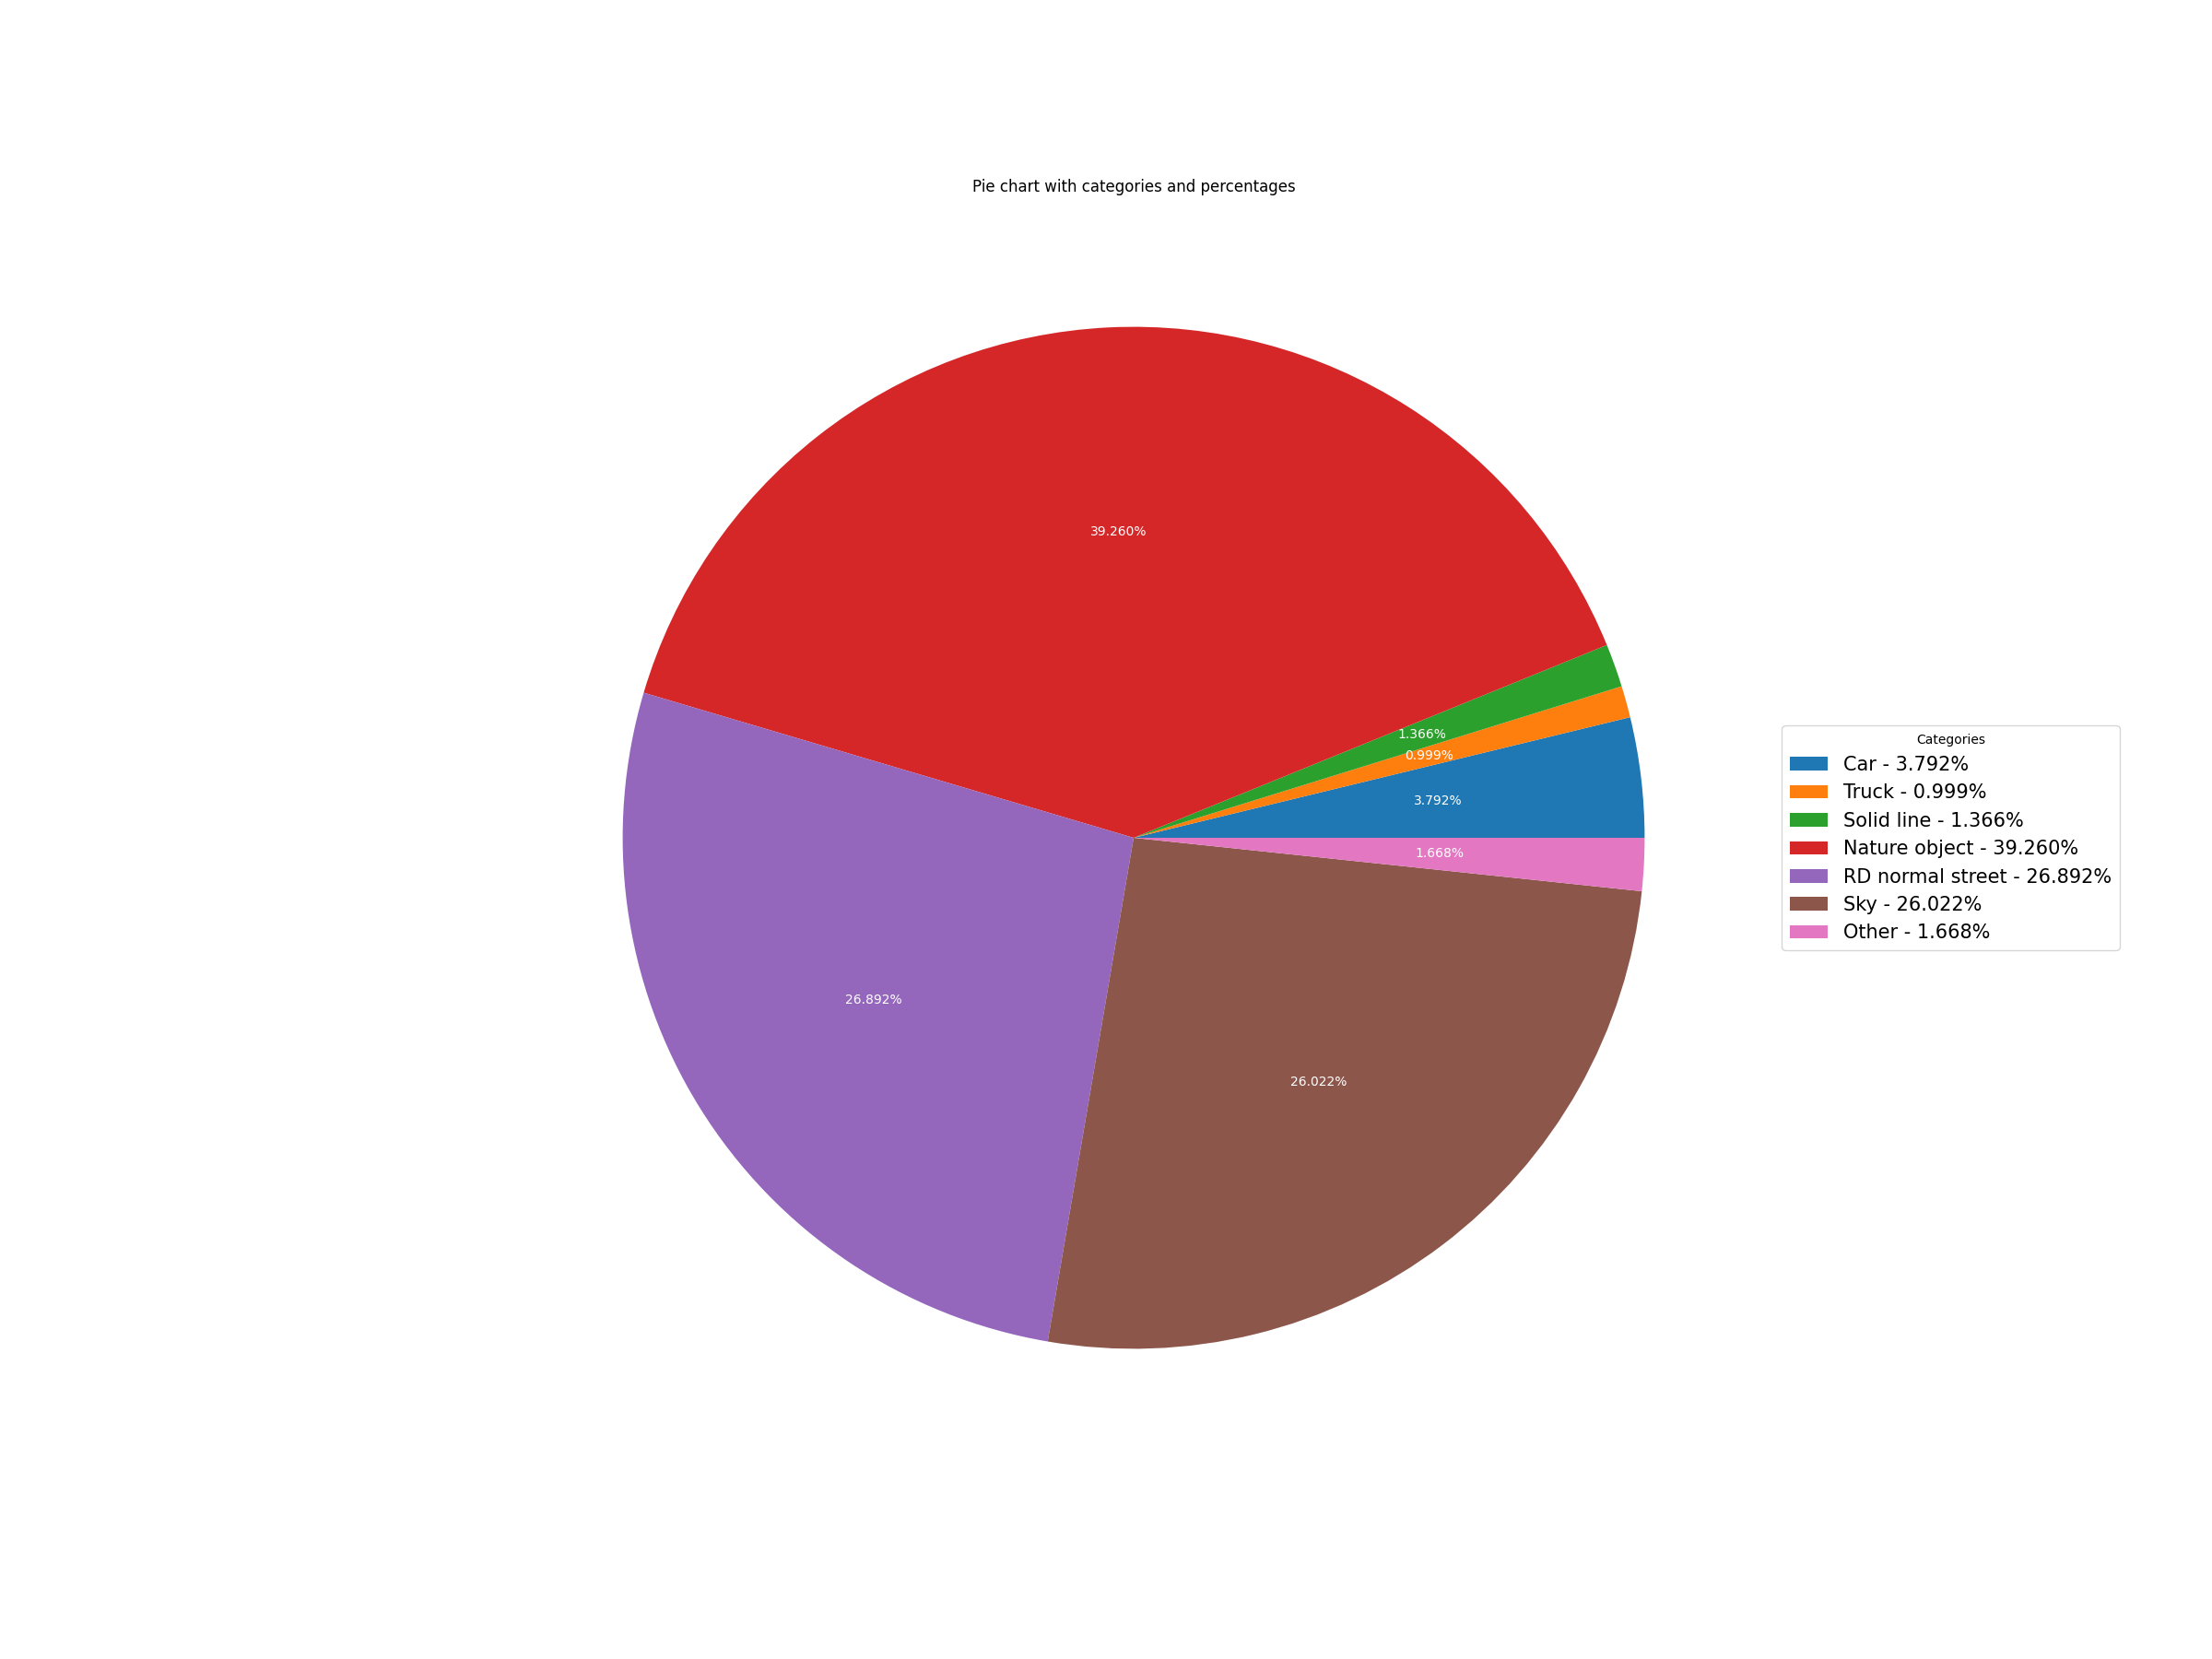 Pie chart with categories and percentages
39.260%
1.366%
0.999%
3.792%
1.668%
26.892%
26.022%
Categories
Car - 3.792%
Truck - 0.999%
Solid line - 1.366%
Nature object - 39.260%
RD normal street - 26.892%
Sky - 26.022%
Other - 1.668%